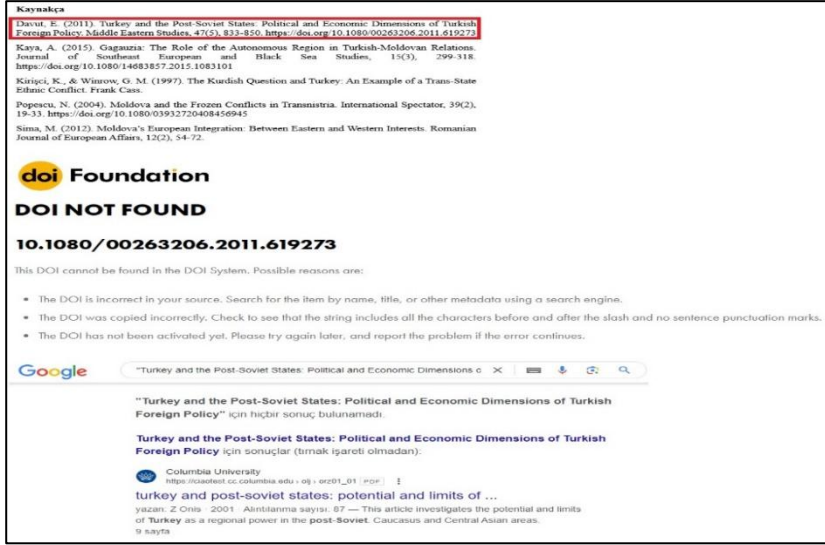 Kaynakça
Davut, E. (2011). Turkey and the Post-Soviet States: Political and Economic Dimensions of Turkish
Foreign Policy. Middle Eastern Studies, 47(5), 833-850. https://doi.org/10.1080/00263206.2011.619273
Kaya, A. (2015). Gagauzia: The Role of the Autonomous Region in Turkish-Moldovan Relations.
Journal of Southeast European and Black Sea Studies, 15(3), 299-318.
https://doi.org/10.1080/14683857.2015.1083101
Kirişci, K., & Winrow, G. M. (1997). The Kurdish Question and Turkey: An Example of a Trans-State
Ethnic Conflict. Frank Cass.
Popescu, N. (2004). Moldova and the Frozen Conflicts in Transnistria. International Spectator, 39(2),
19-33. https://doi.org/10.1080/03932720408456945
Sima, M. (2012). Moldova's European Integration: Between Eastern and Western Interests. Romanian
Journal of European Affairs, 12(2), 54-72.
doi Foundation
DOI NOT FOUND
10.1080/00263206.2011.619273
This DOI cannot be found in the DOI System. Possible reasons are:
• The DOI is incorrect in your source. Search for the item by name, title, or other metadata using a search engine.
• The DOI was copied incorrectly. Check to see that the string includes all the characters before and after the slash and no sentence punctuation marks.
• The DOI has not been activated yet. Please try again later, and report the problem if the error continues.
Google "Turkey and the Post-Soviet States: Political and Economic Dimensions o
"Turkey and the Post-Soviet States: Political and Economic Dimensions of Turkish
Foreign Policy" için hiçbir sonuç bulunamadı.
Turkey and the Post-Soviet States: Political and Economic Dimensions of Turkish
Foreign Policy için sonuçlar (tırnak işareti olmadan):
Columbia University
https://ciaotest.cc.columbia.edu › olj › orz01_01 PDF
turkey and post-soviet states: potential and limits of ...
yazan: Z Onis · 2001 · Alıntılanma sayısı: 87 — This article investigates the potential and limits
of Turkey as a regional power in the post-Soviet. Caucasus and Central Asian areas.
9 sayfa